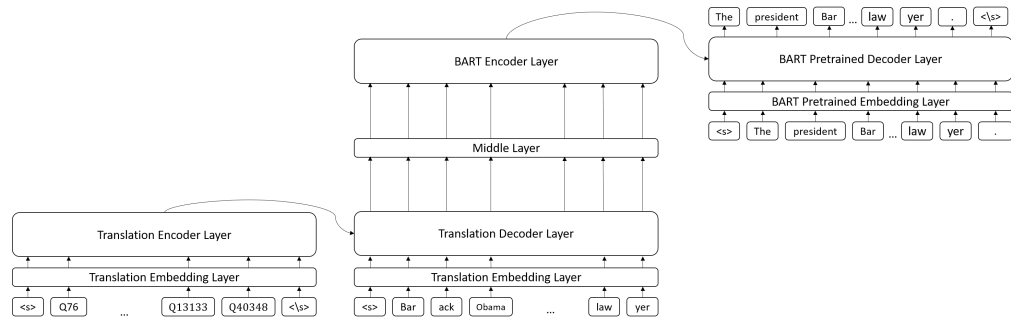 The president Bar ... law yer . <\s>
BART Pretrained Decoder Layer
BART Pretrained Embedding Layer
<s> The president Bar ... law yer .
BART Encoder Layer
Middle Layer
Translation Encoder Layer
Translation Embedding Layer
<s> Q76 ... Q13133 Q40348 <\s>
Translation Decoder Layer
Translation Embedding Layer
<s> Bar ack Obama ... law yer